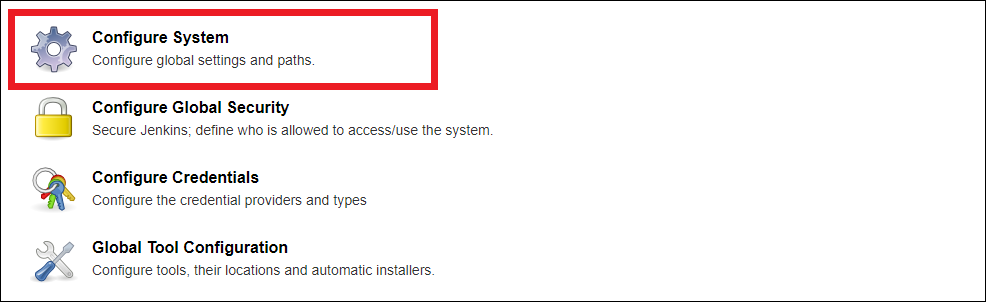 Configure System
Configure global settings and paths.
Configure Global Security
Secure Jenkins; define who is allowed to access/use the system.
Configure Credentials
Configure the credential providers and types
Global Tool Configuration
Configure tools, their locations and automatic installers.